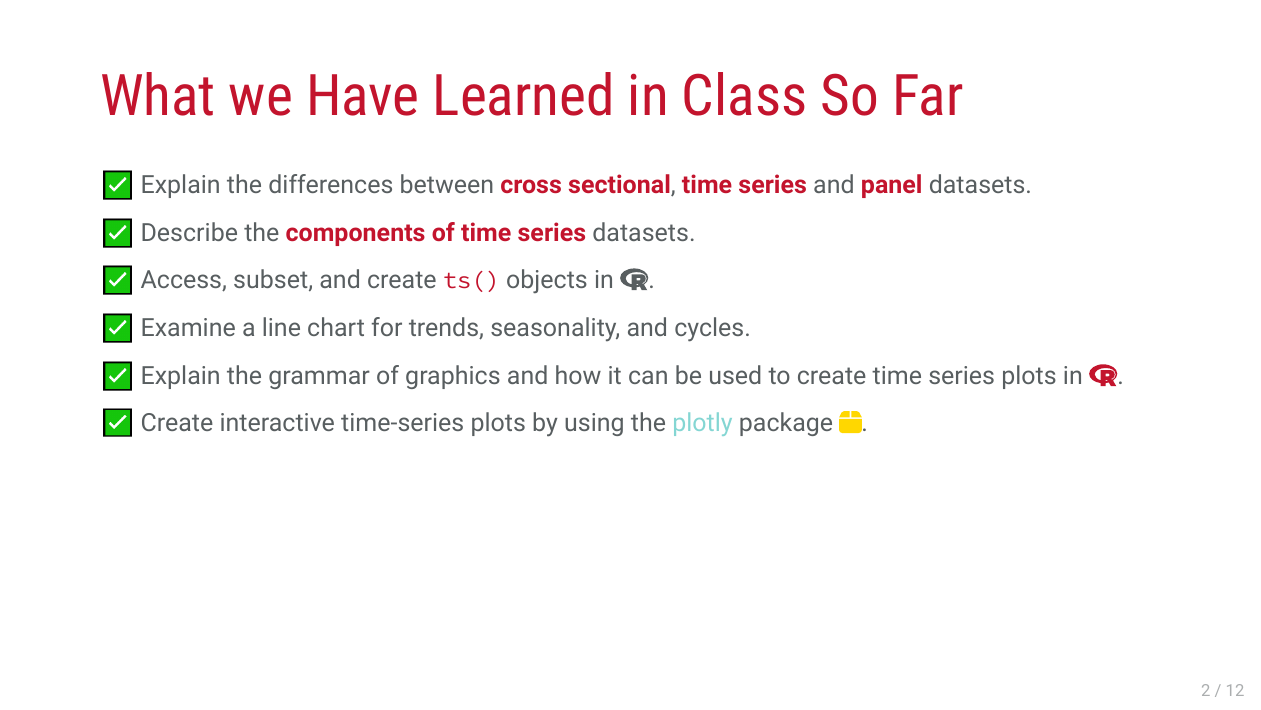 What we Have Learned in Class So Far
✅ Explain the differences between cross sectional, time series and panel datasets.
✅ Describe the components of time series datasets.
✅ Access, subset, and create ts() objects in R.
✅ Examine a line chart for trends, seasonality, and cycles.
✅ Explain the grammar of graphics and how it can be used to create time series plots in R.
✅ Create interactive time-series plots by using the plotly package.
2 / 12